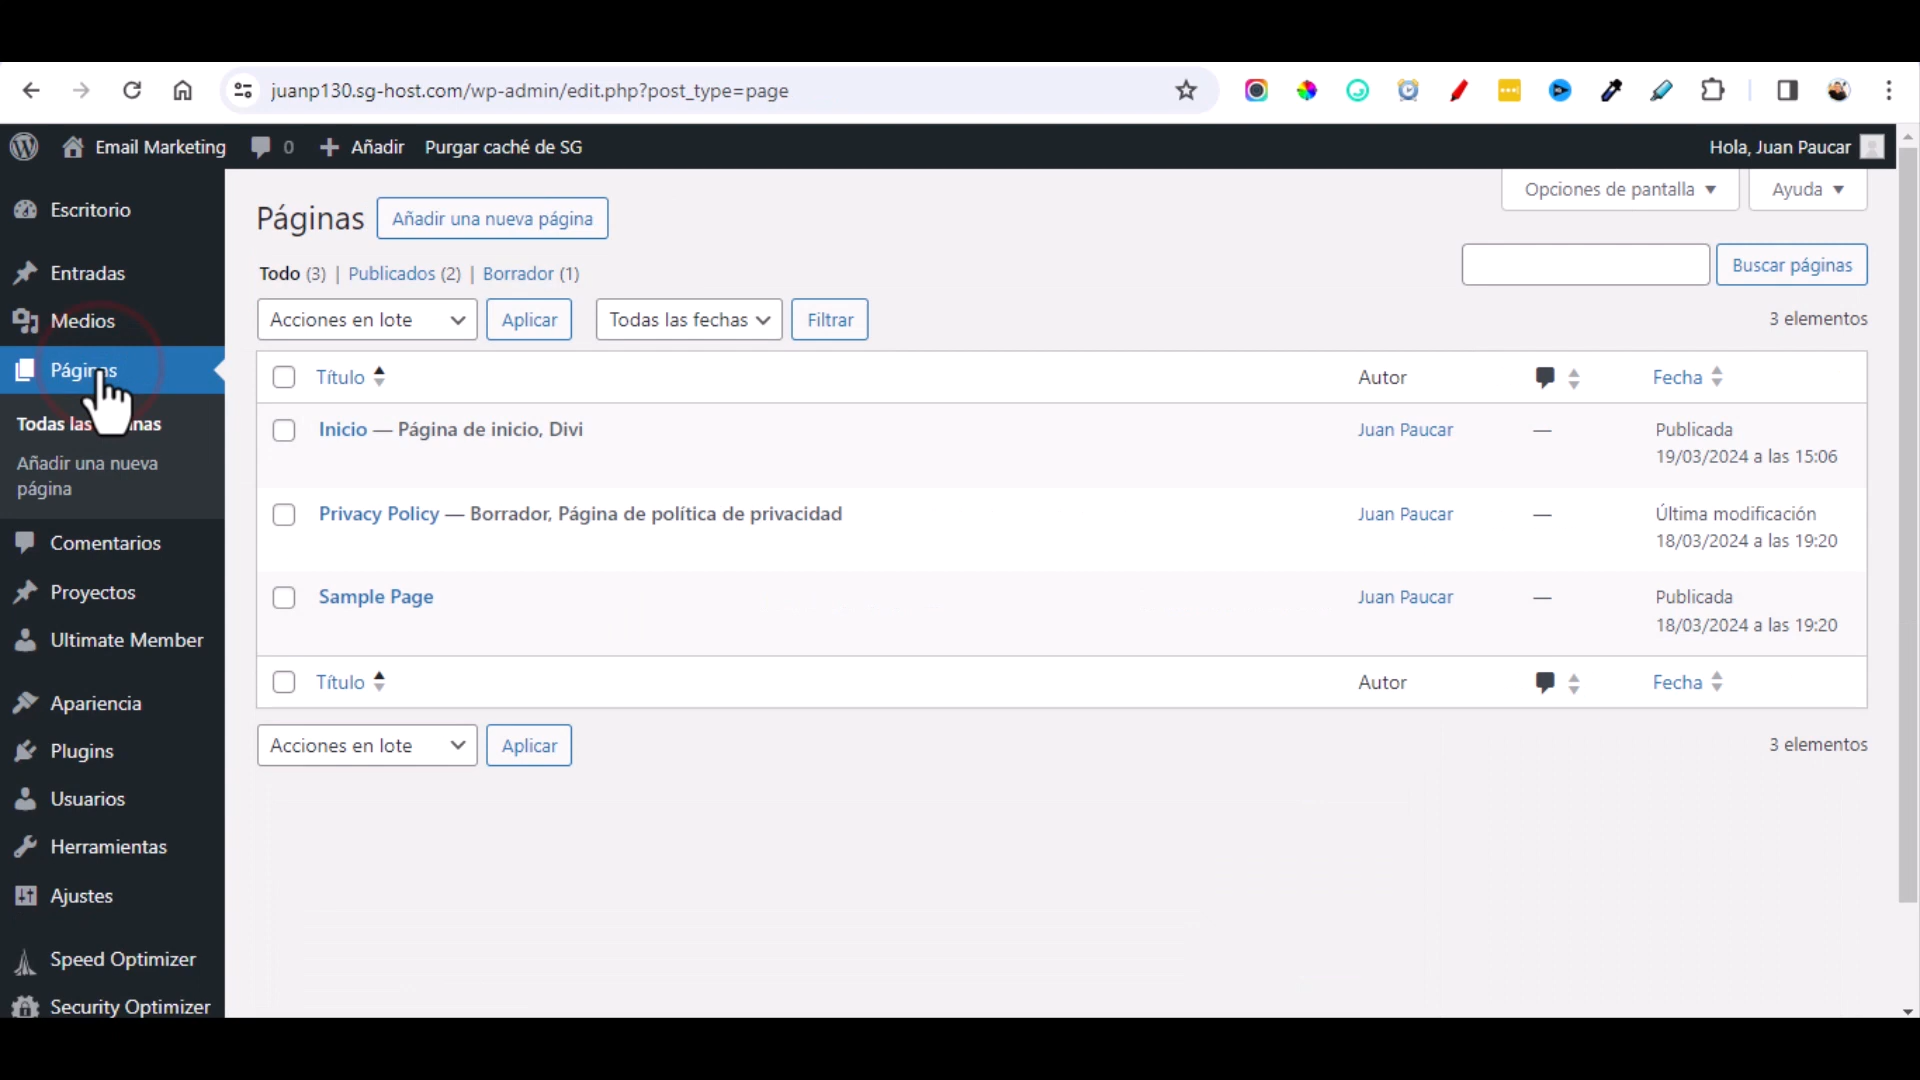 juanp130.sg-host.com/wp-admin/edit.php?post_type=page
Email Marketing 0 Añadir Purgar caché de SG Hola, Juan Paucar
Escritorio
Entradas
Medios
Páginas
Todas las
Añadir una nueva
página
Comentarios
Proyectos
Ultimate Member
Apariencia
Plugins
Usuarios
Herramientas
Ajustes
Speed Optimizer
Security Optimizer
Opciones de pantalla Ayuda
Páginas Añadir una nueva página
Todo (3) | Publicados (2) | Borrador (1)
Buscar páginas
Acciones en lote Aplicar Todas las fechas Filtrar 3 elementos
Título Autor Fecha
Inicio — Página de inicio, Divi Juan Paucar — Publicada
19/03/2024 a las 15:06
Privacy Policy — Borrador, Página de política de privacidad Juan Paucar — Última modificación
18/03/2024 a las 19:20
Sample Page Juan Paucar — Publicada
18/03/2024 a las 19:20
Título Autor Fecha
Acciones en lote Aplicar 3 elementos